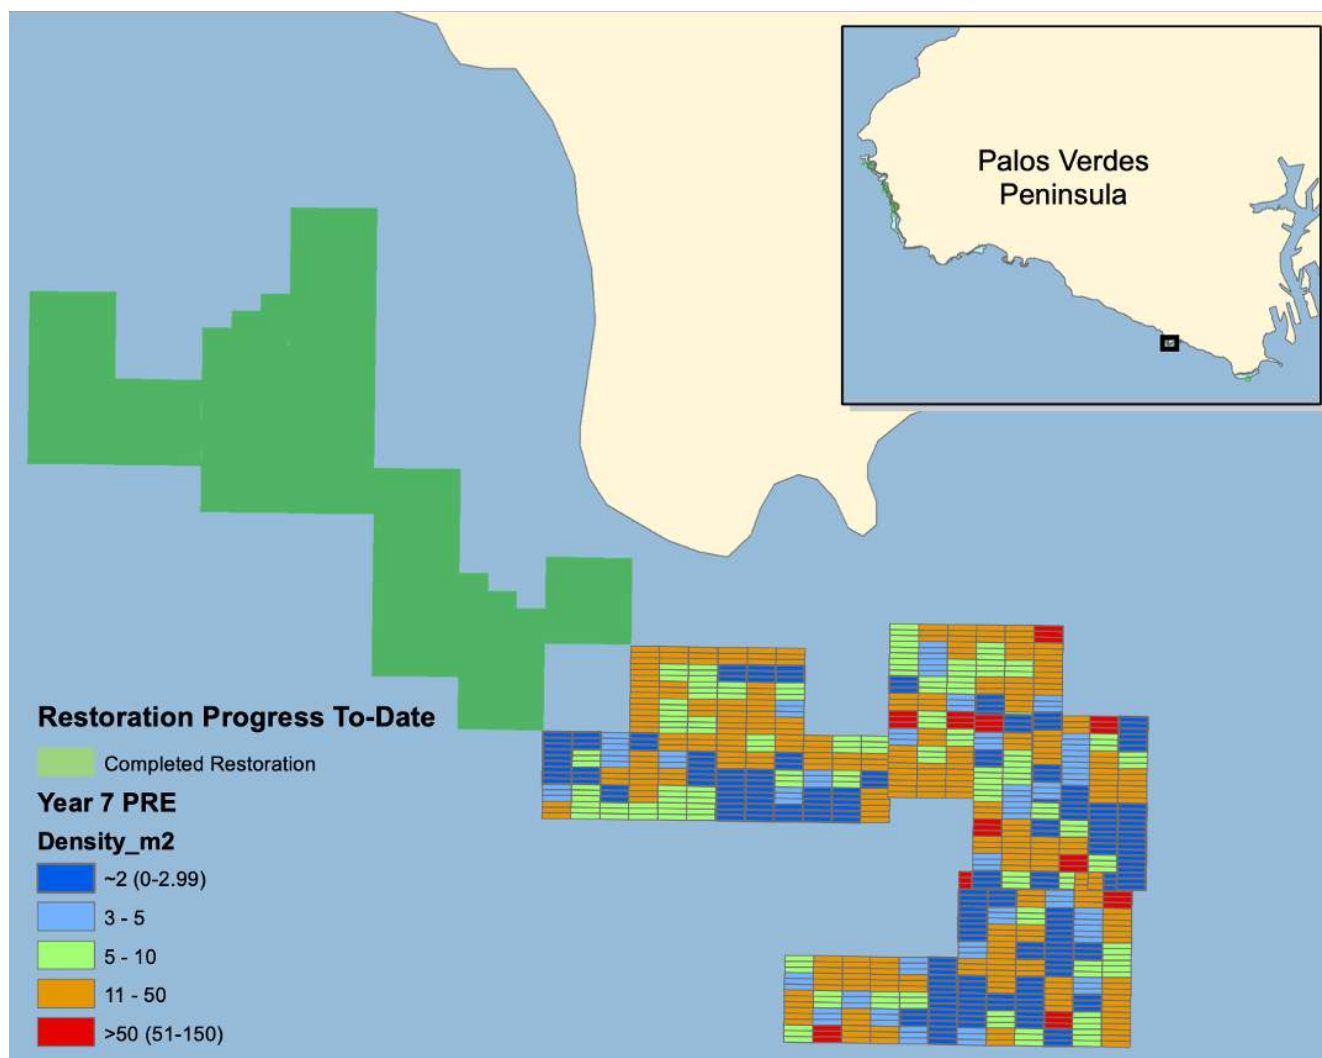 Palos Verdes
Peninsula
Restoration Progress To-Date
Completed Restoration
Year 7 PRE
Density_m2
~2 (0-2.99)
3 - 5
5 - 10
11 - 50
>50 (51-150)